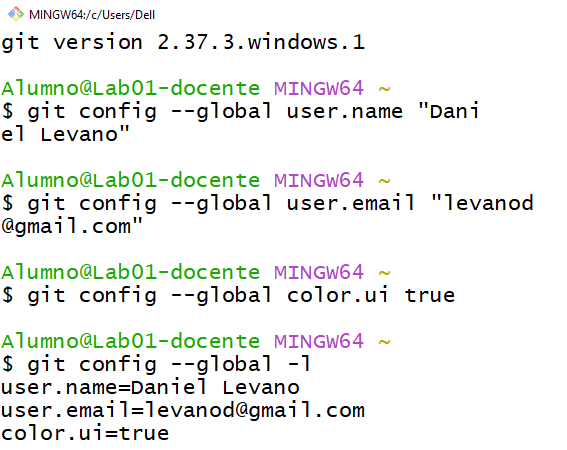 MINGW64:/c/Users/Dell
git version 2.37.3.windows.1
Alumno@Lab01-docente MINGW64 ~
$ git config --global user.name "Dani
el Levano"
Alumno@Lab01-docente MINGW64 ~
$ git config --global user.email "levanod
@gmail.com"
Alumno@Lab01-docente MINGW64 ~
$ git config --global color.ui true
Alumno@Lab01-docente MINGW64 ~
$ git config --global -l
user.name=Daniel Levano
user.email=levanod@gmail.com
color.ui=true